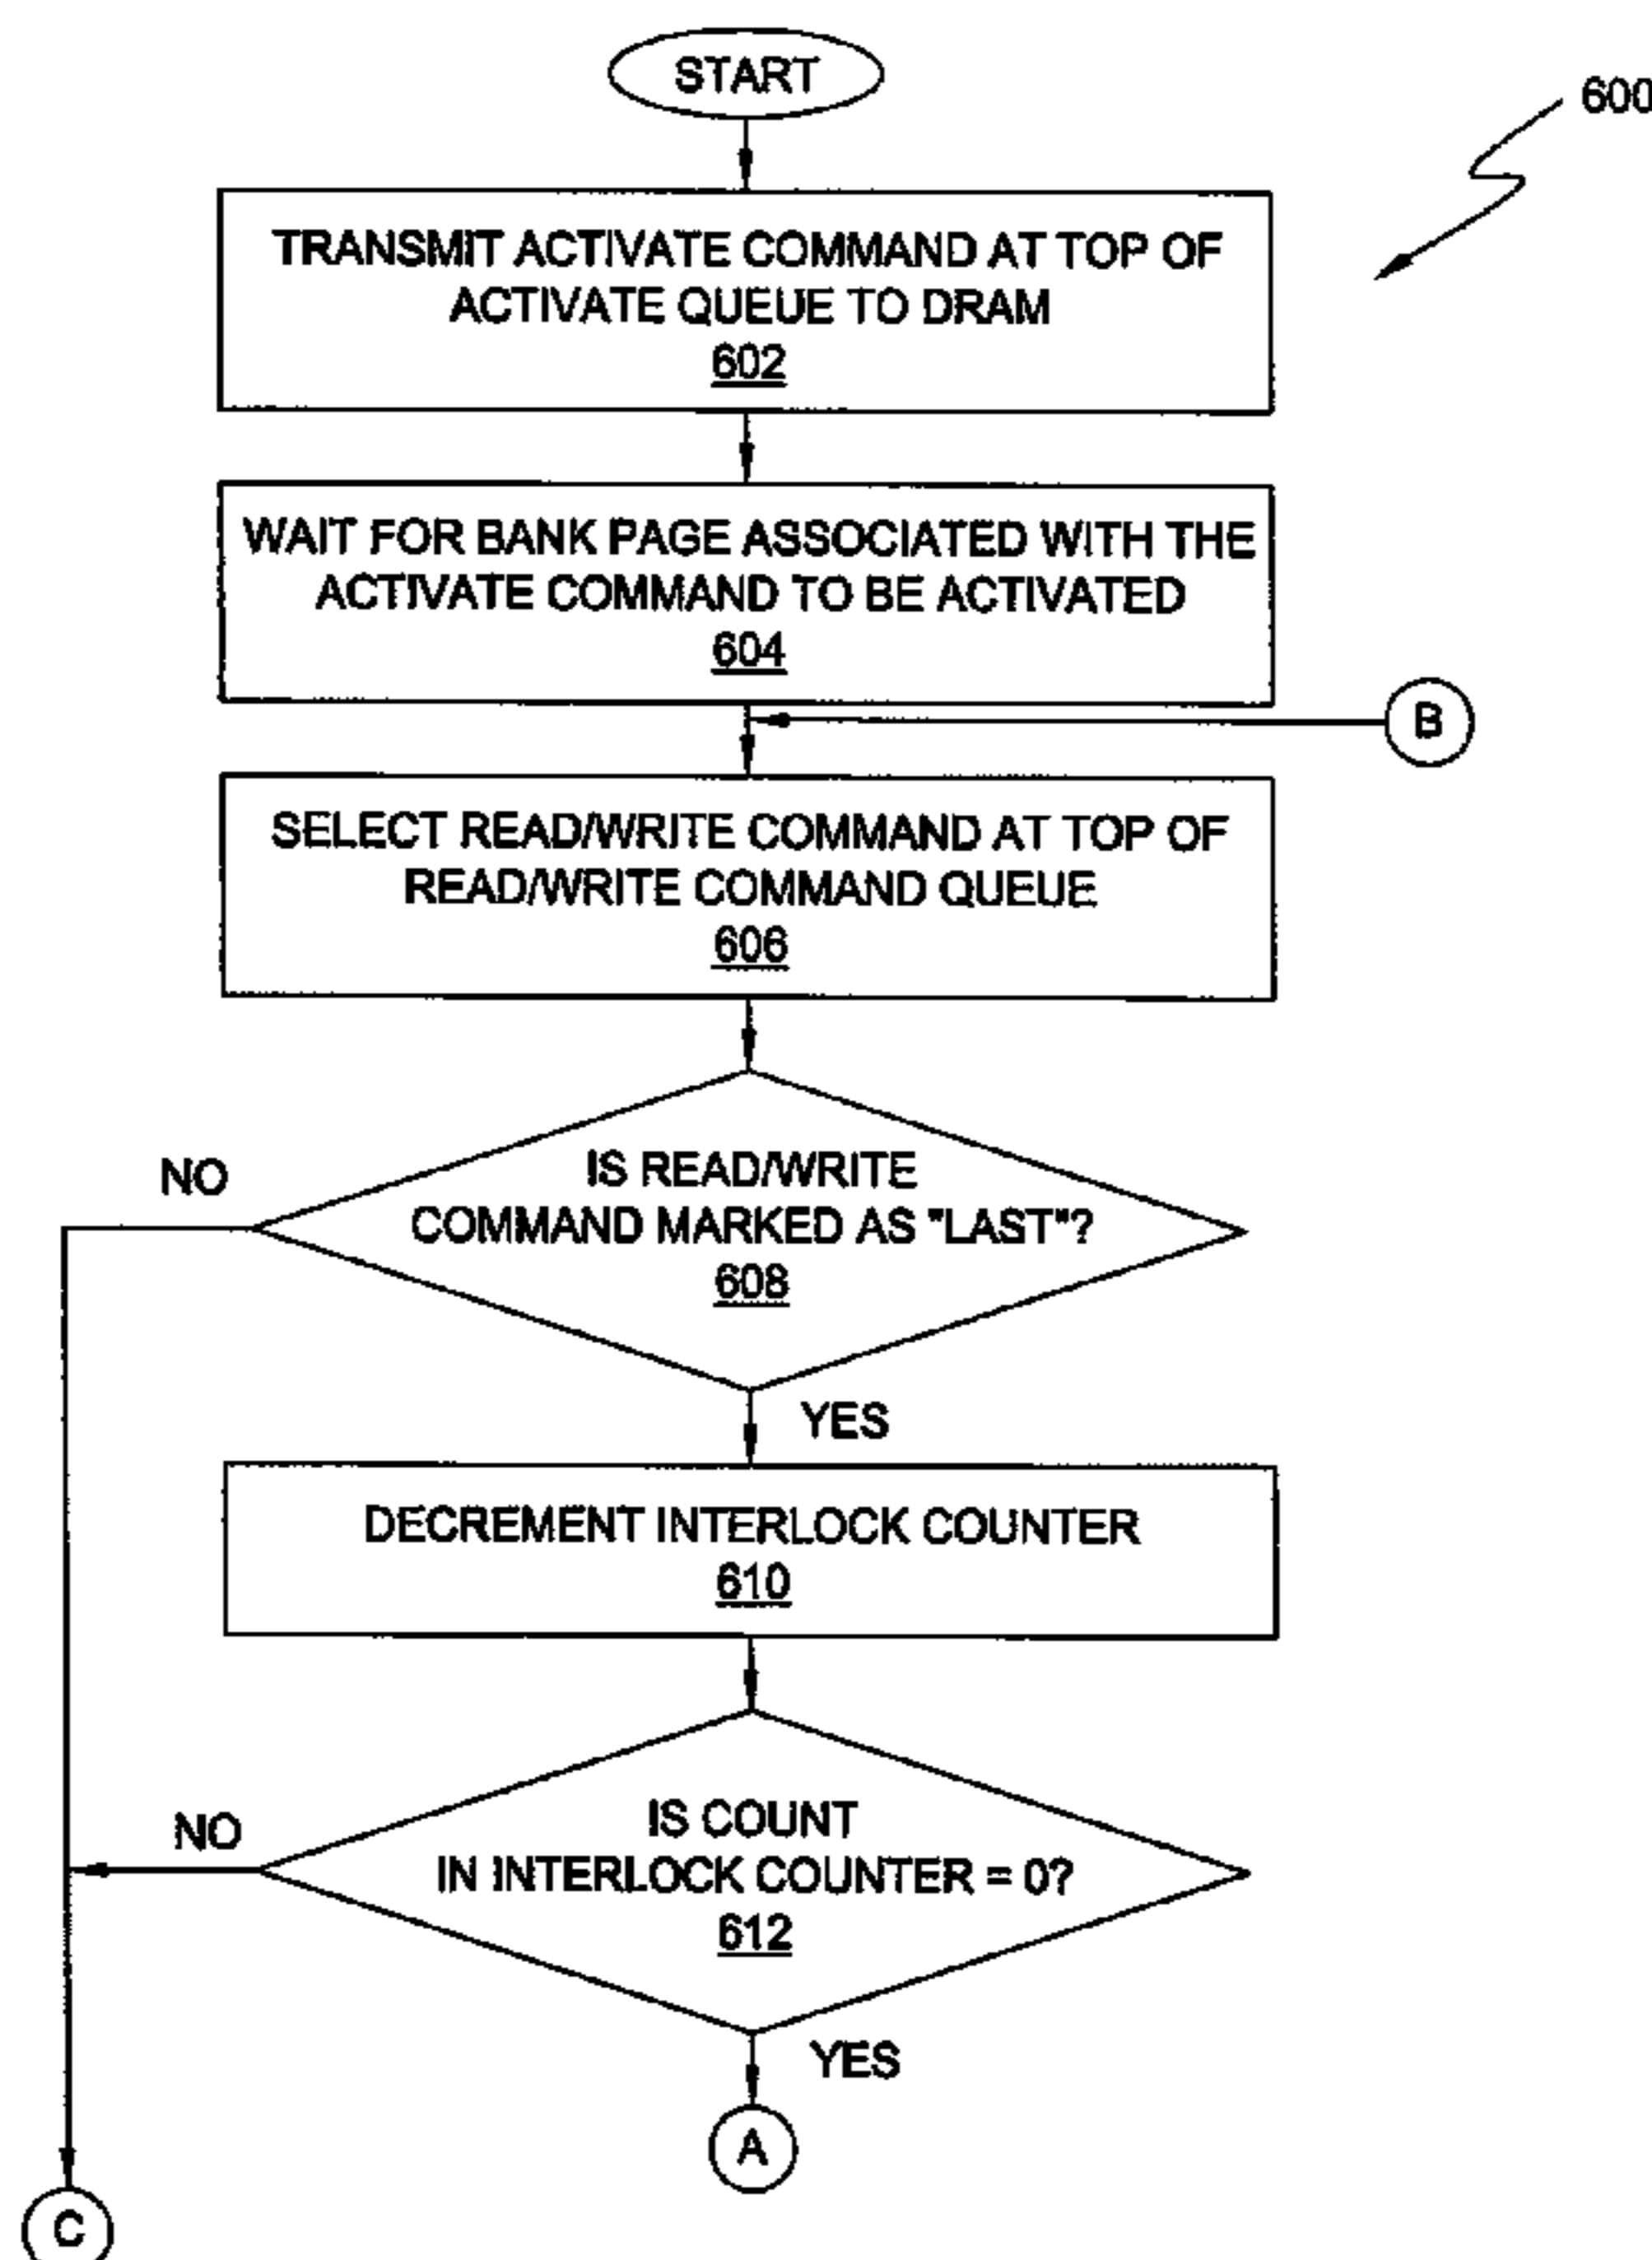 START
600
TRANSMIT ACTIVATE COMMAND AT TOP OF
ACTIVATE QUEUE TO DRAM
602
WAIT FOR BANK PAGE ASSOCIATED WITH THE
ACTIVATE COMMAND TO BE ACTIVATED
604
B
SELECT READ/WRITE COMMAND AT TOP OF
READ/WRITE COMMAND QUEUE
606
NO
IS READ/WRITE
COMMAND MARKED AS "LAST"?
608
YES
DECREMENT INTERLOCK COUNTER
610
NO
IS COUNT
IN INTERLOCK COUNTER = 0?
612
YES
A
C